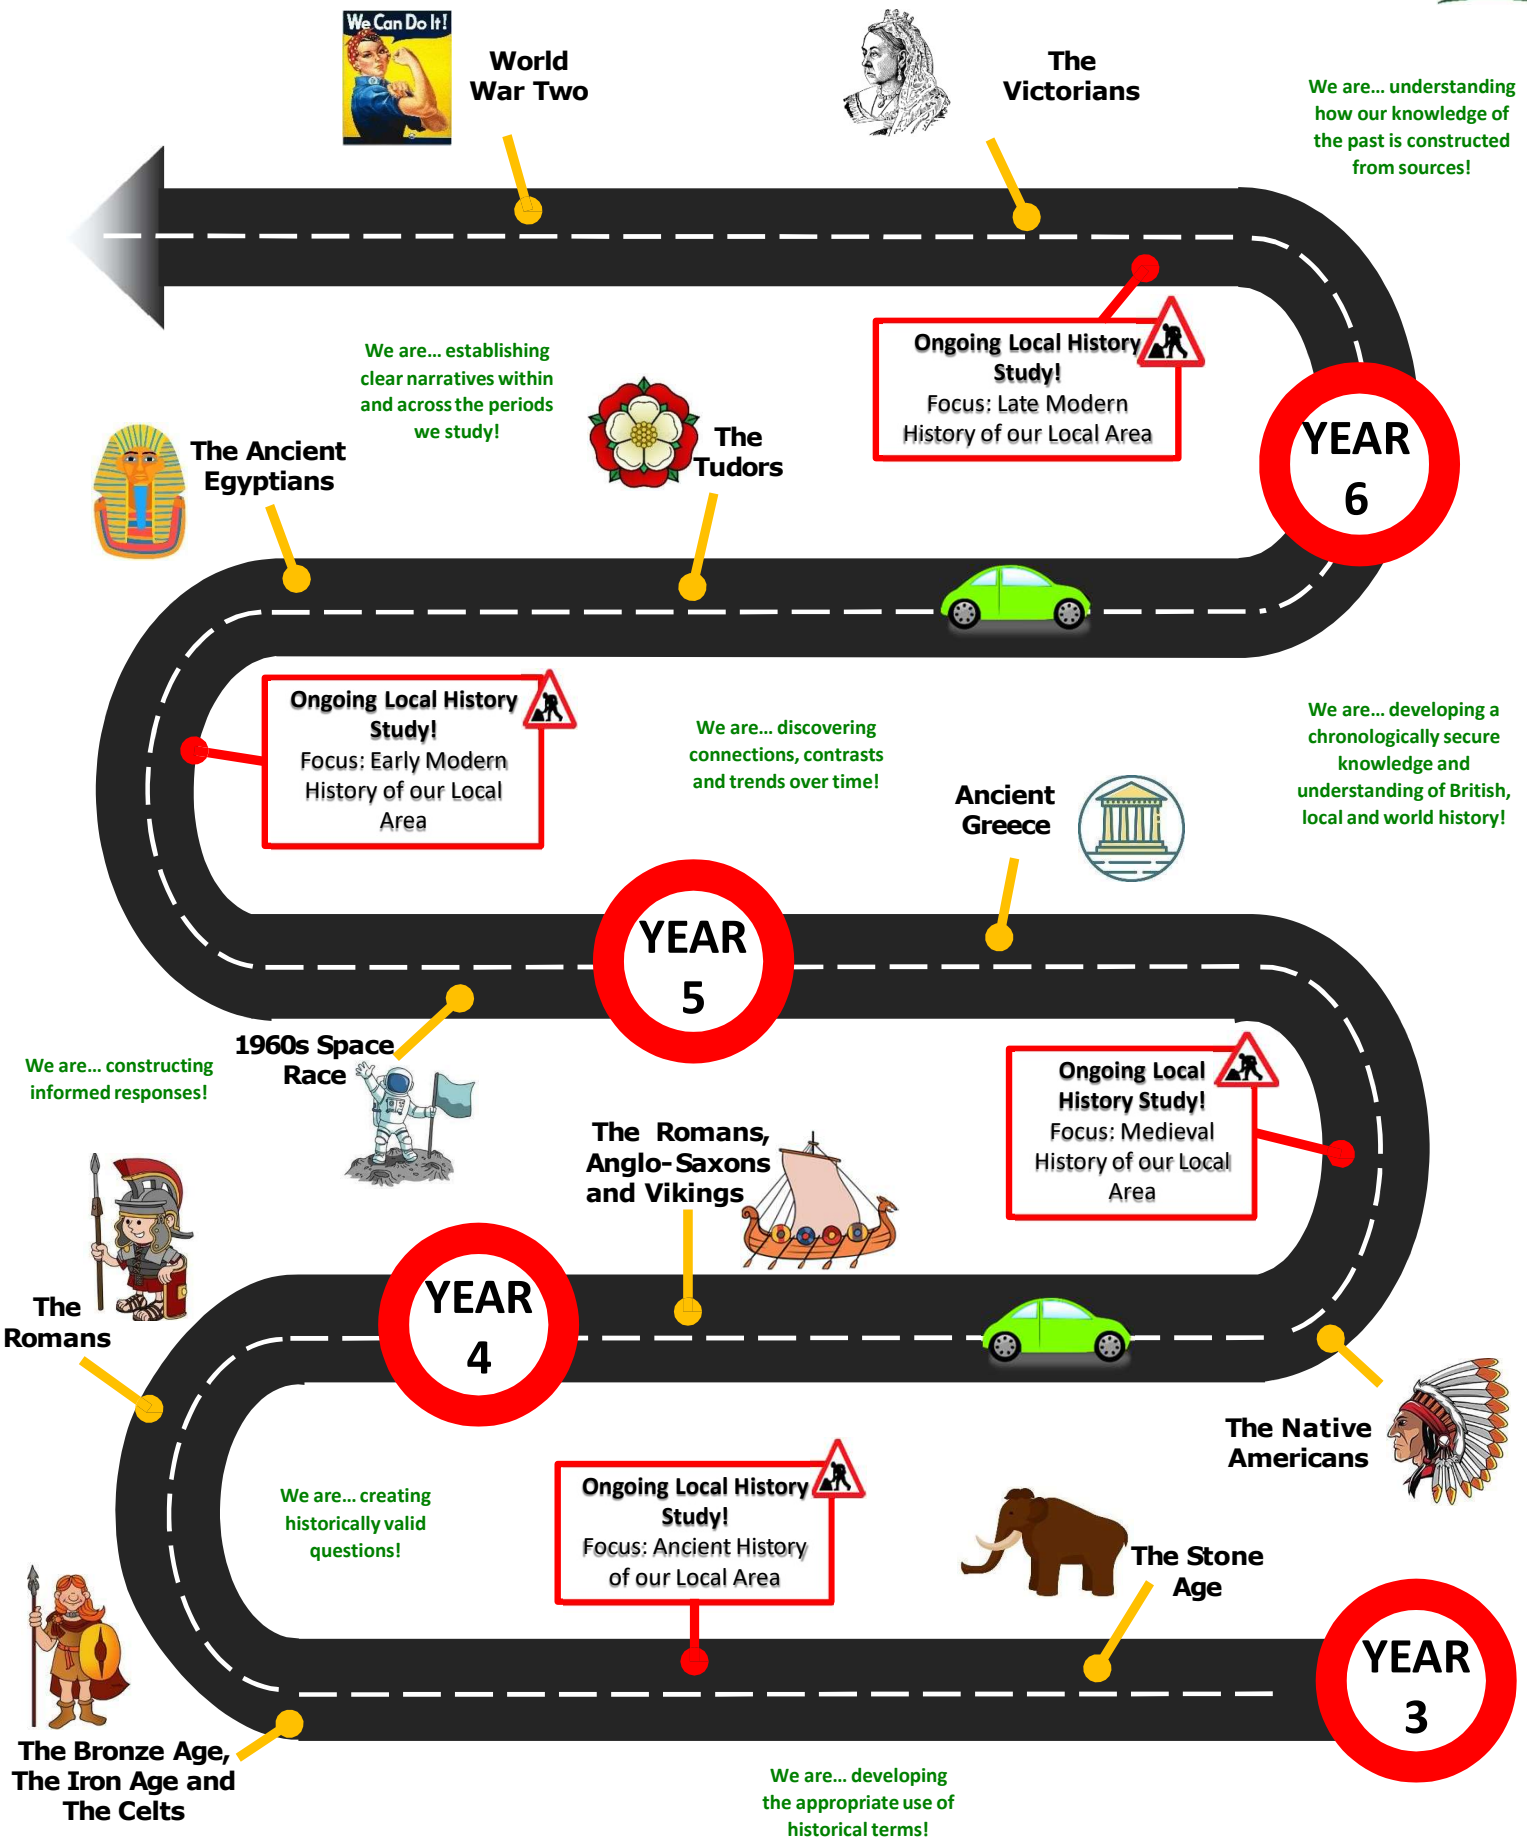 We Can Do It!
World
War Two
The
Victorians
We are... understanding
how our knowledge of
the past is constructed
from sources!
Ongoing Local History
Study!
Focus: Late Modern
History of our Local Area
We are... establishing
clear narratives within
and across the periods
we study!
The Ancient
Egyptians
The
Tudors
YEAR
6
Ongoing Local History
Study!
Focus: Early Modern
History of our Local
Area
We are... discovering
connections, contrasts
and trends over time!
We are... developing a
chronologically secure
knowledge and
understanding of British,
local and world history!
Ancient
Greece
YEAR
5
1960s Space
Race
We are... constructing
informed responses!
Ongoing Local
History Study!
Focus: Medieval
History of our Local
Area
The Romans,
Anglo-Saxons
and Vikings
The
Romans
YEAR
4
The Native
Americans
We are... creating
historically valid
questions!
Ongoing Local History
Study!
Focus: Ancient History
of our Local Area
The Stone
Age
YEAR
3
The Bronze Age,
The Iron Age and
The Celts
We are... developing
the appropriate use of
historical terms!